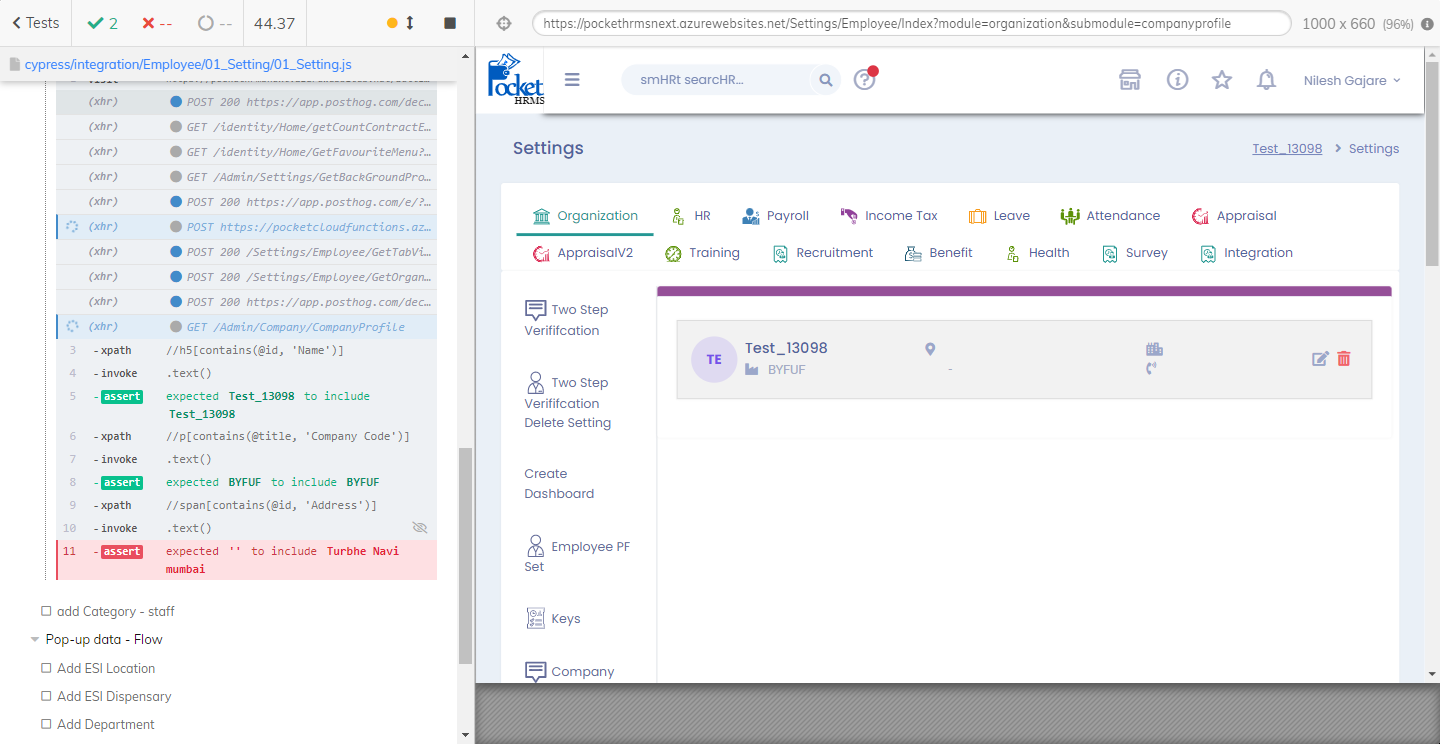 Tests
2
--
--
44.37
https://pockethrmsnext.azurewebsites.net/Settings/Employee/Index?module=organization&submodule=companyprofile
1000 x 660 (96%)
cypress/integration/Employee/01_Setting/01_Setting.js
(xhr) POST 200 https://app.posthog.com/dec…
(xhr) GET /identity/Home/getCountContractE…
(xhr) GET /identity/Home/GetFavouriteMenu?…
(xhr) GET /Admin/Settings/GetBackGroundPro…
(xhr) POST 200 https://app.posthog.com/e/?…
(xhr) POST https://pocketcloudfunctions.az…
(xhr) POST 200 /Settings/Employee/GetTabVi…
(xhr) POST 200 /Settings/Employee/GetOrgan…
(xhr) POST 200 https://app.posthog.com/dec…
(xhr) GET /Admin/Company/CompanyProfile
3 -xpath //h5[contains(@id, 'Name')]
4 -invoke .text()
5 -assert expected Test_13098 to include
Test_13098
6 -xpath //p[contains(@title, 'Company Code')]
7 -invoke .text()
8 -assert expected BYFUF to include BYFUF
9 -xpath //span[contains(@id, 'Address')]
10 -invoke .text()
11 -assert expected '' to include Turbhe Navi
mumbai
add Category - staff
Pop-up data - Flow
Add ESI Location
Add ESI Dispensary
Add Department
Pocket
HRMS
smHRt searcHR...
Nilesh Gajare
Settings
Test_13098 > Settings
Organization HR Payroll Income Tax Leave Attendance Appraisal
AppraisalV2 Training Recruitment Benefit Health Survey Integration
Two Step
Verififcation
Two Step
Verififcation
Delete Setting
Create
Dashboard
Employee PF
Set
Keys
Company
TE
Test_13098
BYFUF
-